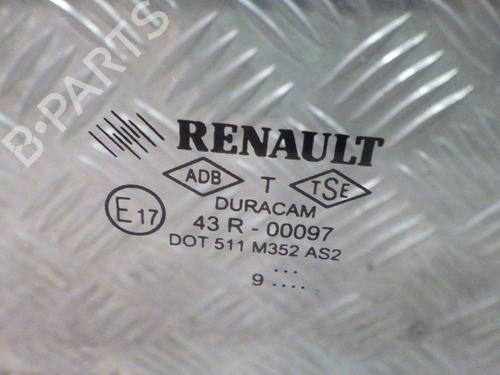 B-PARTS
RENAULT
ADB T TSE
DURACAM
E17 43 R - 00097
DOT 511 M352 AS2
...
9 ....